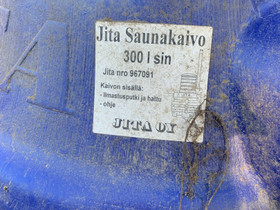 Jita Saunakaivo
300 l sin
Jita nro 967091
Kaivon sisällä:
- ilmastusputki ja hattu
- ohje
JITA OY